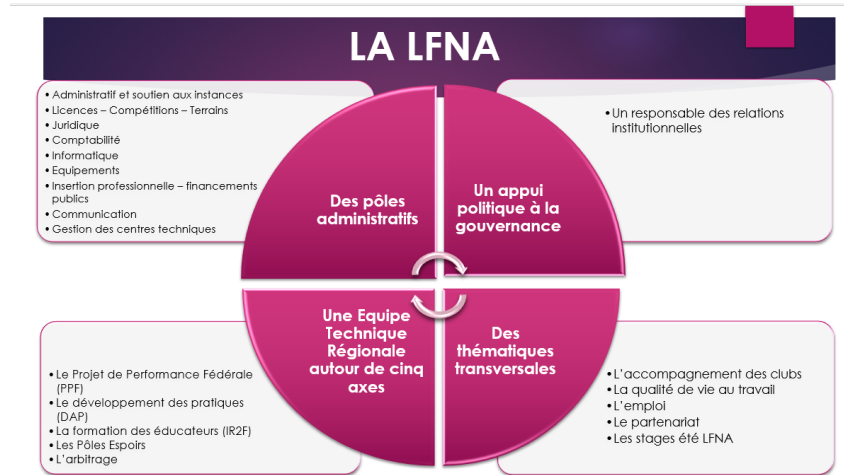 LA LFNA
• Administratif et soutien aux instances
• Licences – Compétitions – Terrains
• Juridique
• Comptabilité
• Informatique
• Equipements
• Insertion professionnelle – financements
publics
• Communication
• Gestion des centres techniques
Des pôles
administratifs
Un appui
politique à la
gouvernance
• Un responsable des relations
institutionnelles
Une Equipe
Technique
Régionale
autour de cinq
axes
• Le Projet de Performance Fédérale
(PPF)
• Le développement des pratiques
(DAP)
• La formation des éducateurs (IR2F)
• Les Pôles Espoirs
• L'arbitrage
Des
thématiques
transversales
• L'accompagnement des clubs
• La qualité de vie au travail
• L'emploi
• Le partenariat
• Les stages été LFNA